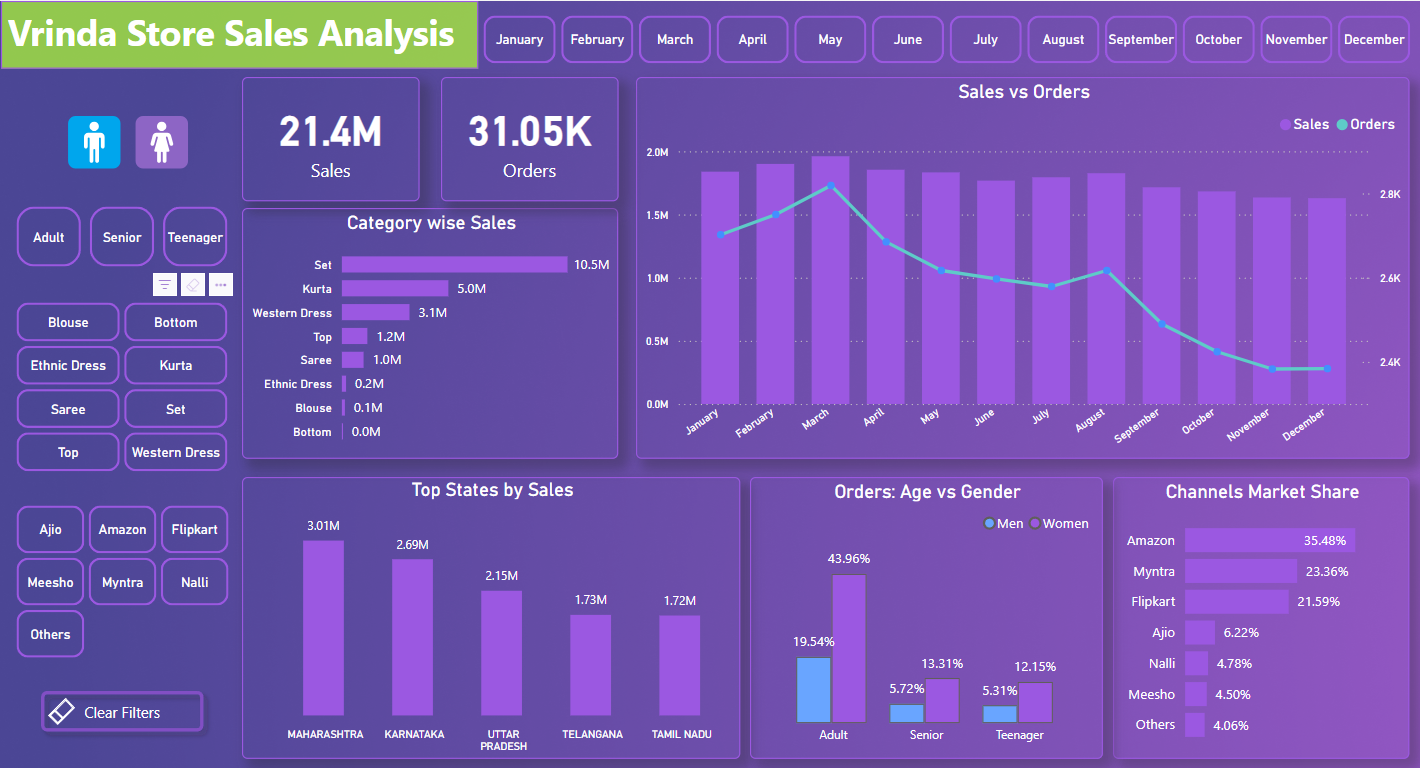 Vrinda Store Sales Analysis
January
February
March
April
May
June
July
August
September
October
November
December
Adult
Senior
Teenager
Blouse
Bottom
Ethnic Dress
Kurta
Saree
Set
Top
Western Dress
Ajio
Amazon
Flipkart
Meesho
Myntra
Nalli
Others
Clear Filters
21.4M
Sales
31.05K
Orders
Category wise Sales
Set 10.5M
Kurta 5.0M
Western Dress 3.1M
Top 1.2M
Saree 1.0M
Ethnic Dress 0.2M
Blouse 0.1M
Bottom 0.0M
Sales vs Orders
Sales Orders
2.0M
1.5M
1.0M
0.5M
0.0M
2.8K
2.6K
2.4K
January
February
March
April
May
June
July
August
September
October
November
December
Top States by Sales
3.01M
2.69M
2.15M
1.73M
1.72M
MAHARASHTRA
KARNATAKA
UTTAR
PRADESH
TELANGANA
TAMIL NADU
Orders: Age vs Gender
Men Women
19.54%
43.96%
5.72%
13.31%
5.31%
12.15%
Adult
Senior
Teenager
Channels Market Share
Amazon 35.48%
Myntra 23.36%
Flipkart 21.59%
Ajio 6.22%
Nalli 4.78%
Meesho 4.50%
Others 4.06%